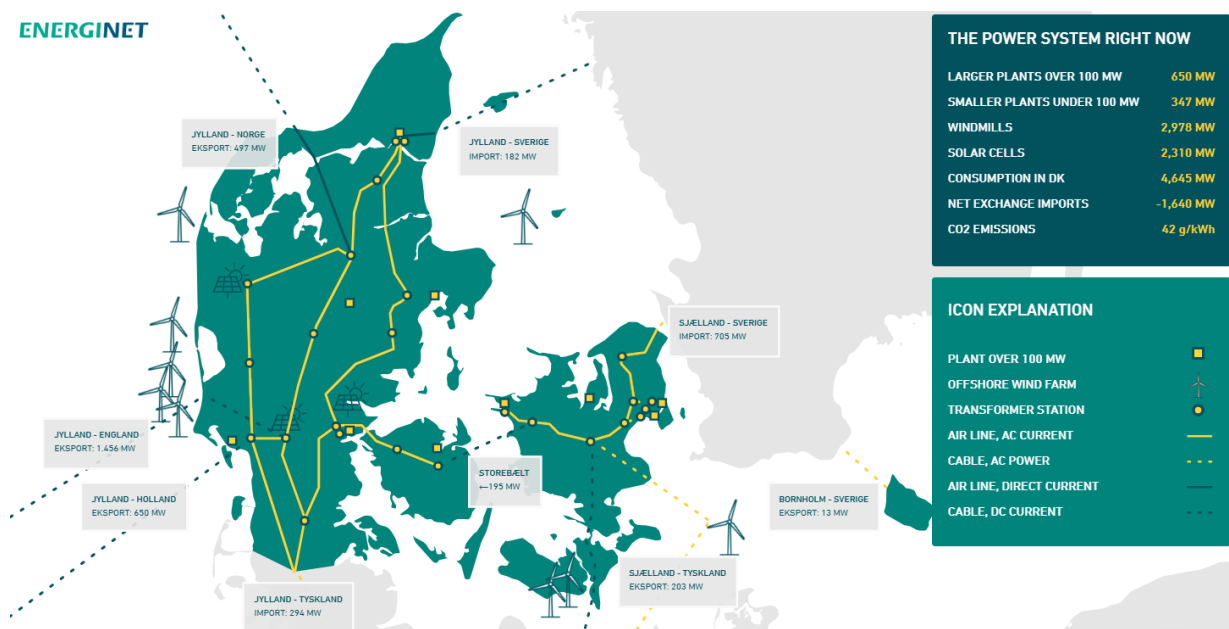 ENERGINET
THE POWER SYSTEM RIGHT NOW
LARGER PLANTS OVER 100 MW 650 MW
SMALLER PLANTS UNDER 100 MW 347 MW
WINDMILLS 2,978 MW
SOLAR CELLS 2,310 MW
CONSUMPTION IN DK 4,645 MW
NET EXCHANGE IMPORTS -1,640 MW
CO2 EMISSIONS 42 g/kWh
JYLLAND - NORGE
EKSPORT: 497 MW
JYLLAND - SVERIGE
IMPORT: 182 MW
SJÆLLAND - SVERIGE
IMPORT: 705 MW
JYLLAND - ENGLAND
EKSPORT: 1.456 MW
JYLLAND - HOLLAND
EKSPORT: 650 MW
STOREBÆLT
←195 MW
BORNHOLM - SVERIGE
EKSPORT: 13 MW
SJÆLLAND - TYSKLAND
EKSPORT: 203 MW
JYLLAND - TYSKLAND
IMPORT: 294 MW
ICON EXPLANATION
PLANT OVER 100 MW
OFFSHORE WIND FARM
TRANSFORMER STATION
AIR LINE, AC CURRENT
CABLE, AC POWER
AIR LINE, DIRECT CURRENT
CABLE, DC CURRENT